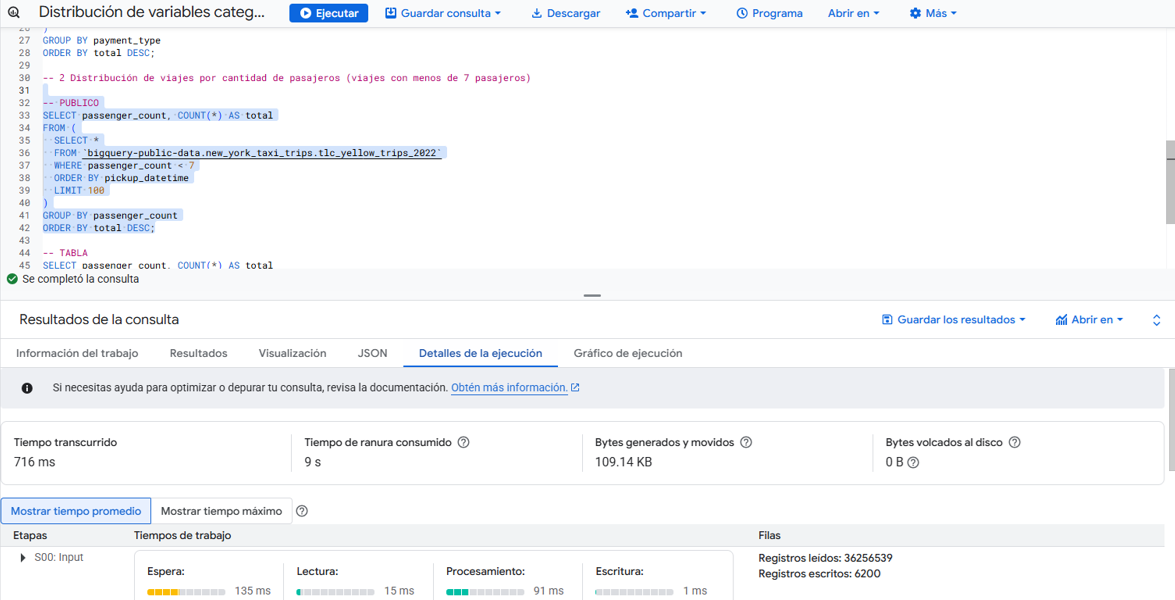 Distribución de variables categ...
Ejecutar
Guardar consulta
Descargar
Compartir
Programa
Abrir en
Más
26 )
27 GROUP BY payment_type
28 ORDER BY total DESC;
29
30 -- 2 Distribución de viajes por cantidad de pasajeros (viajes con menos de 7 pasajeros)
31
32 -- PUBLICO
33 SELECT passenger_count, COUNT(*) AS total
34 FROM (
35 SELECT *
36 FROM `bigquery-public-data.new_york_taxi_trips.tlc_yellow_trips_2022`
37 WHERE passenger_count < 7
38 ORDER BY pickup_datetime
39 LIMIT 100
40 )
41 GROUP BY passenger_count
42 ORDER BY total DESC;
43
44 -- TABLA
45 SELECT passenger_count, COUNT(*) AS total
Se completó la consulta
Resultados de la consulta
Guardar los resultados
Abrir en
Información del trabajo
Resultados
Visualización
JSON
Detalles de la ejecución
Gráfico de ejecución
Si necesitas ayuda para optimizar o depurar tu consulta, revisa la documentación. Obtén más información.
Tiempo transcurrido
716 ms
Tiempo de ranura consumido
9 s
Bytes generados y movidos
109.14 KB
Bytes volcados al disco
0 B
Mostrar tiempo promedio
Mostrar tiempo máximo
Etapas
Tiempos de trabajo
Filas
S00: Input
Espera:
135 ms
Lectura:
15 ms
Procesamiento:
91 ms
Escritura:
1 ms
Registros leídos: 36256539
Registros escritos: 6200